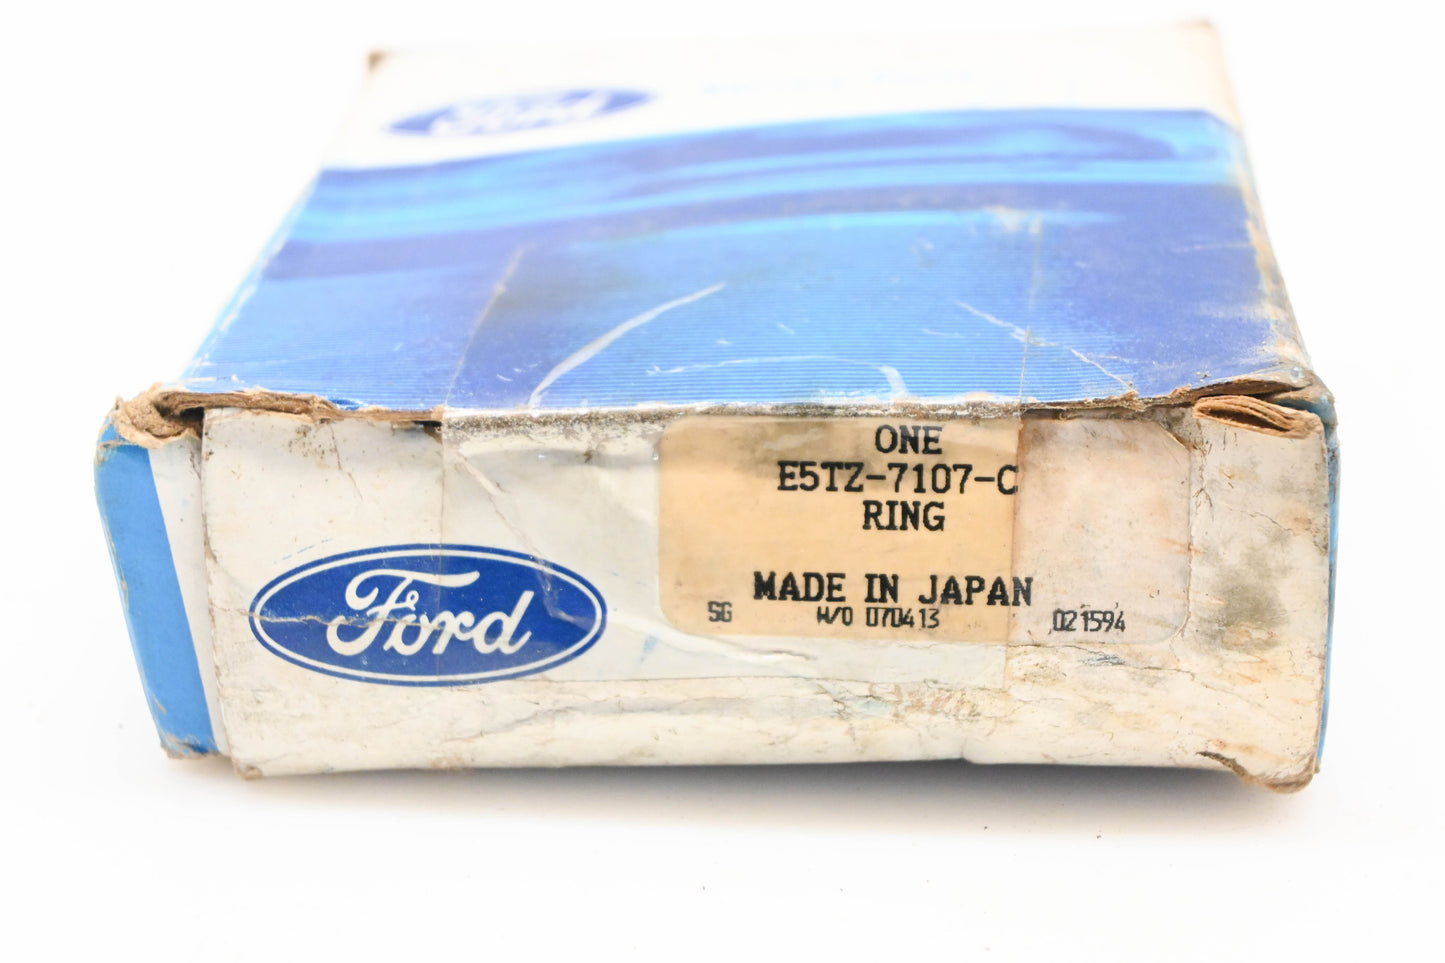 Ford
ONE
E5TZ-7107-C
RING
MADE IN JAPAN
SG W/O 070413 021594
Ford